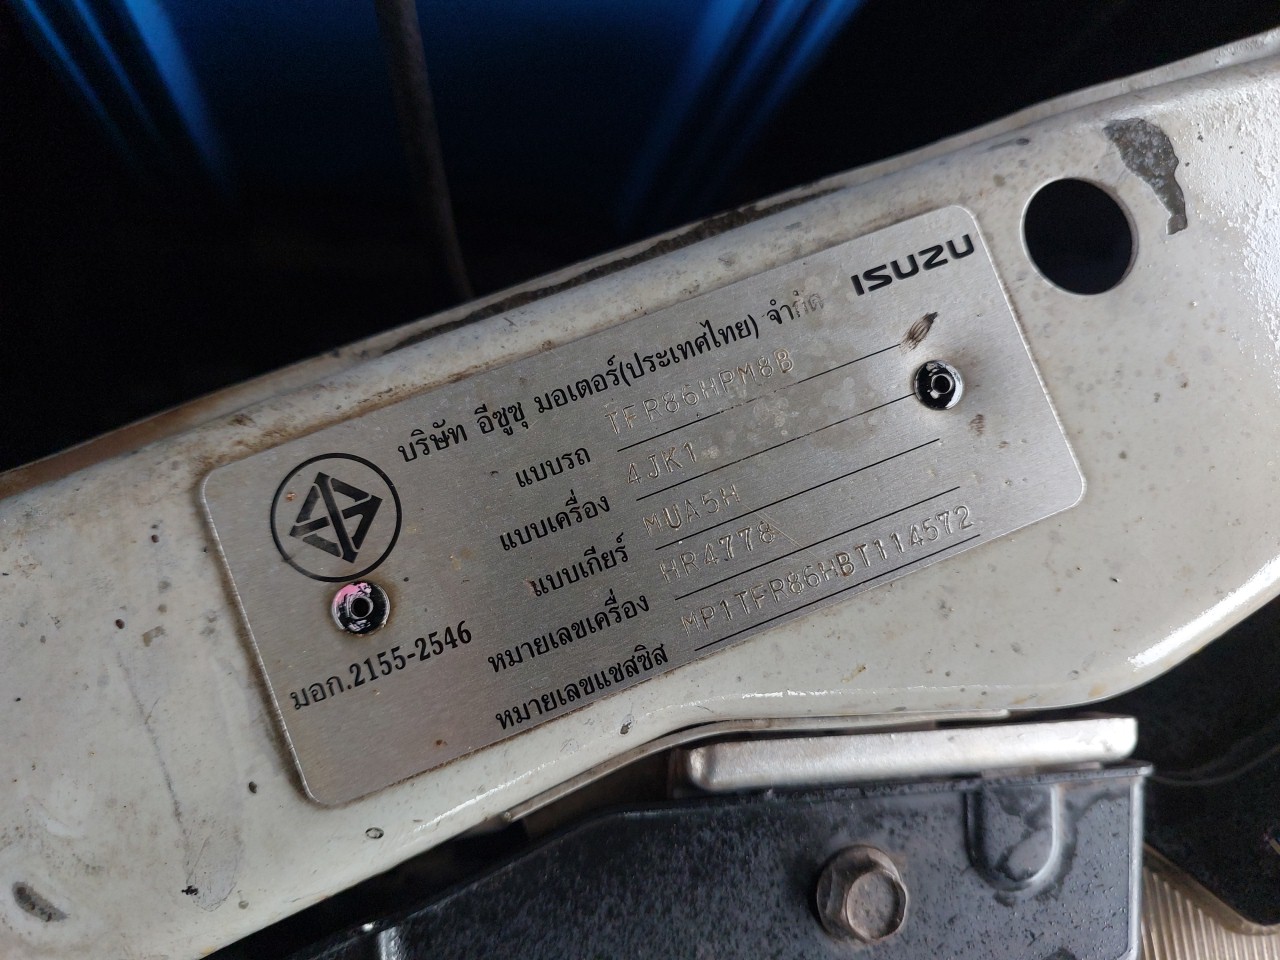 ISUZU
บริษัท อีซูซุ มอเตอร์(ประเทศไทย) จำกัด
แบบรถ TFR86HPM8B
แบบเครื่อง 4JK1
แบบเกียร์ MUA5H
หมายเลขเครื่อง HR4778
หมายเลขแชสซิส MP1TFR86HBT114572
มอก.2155-2546